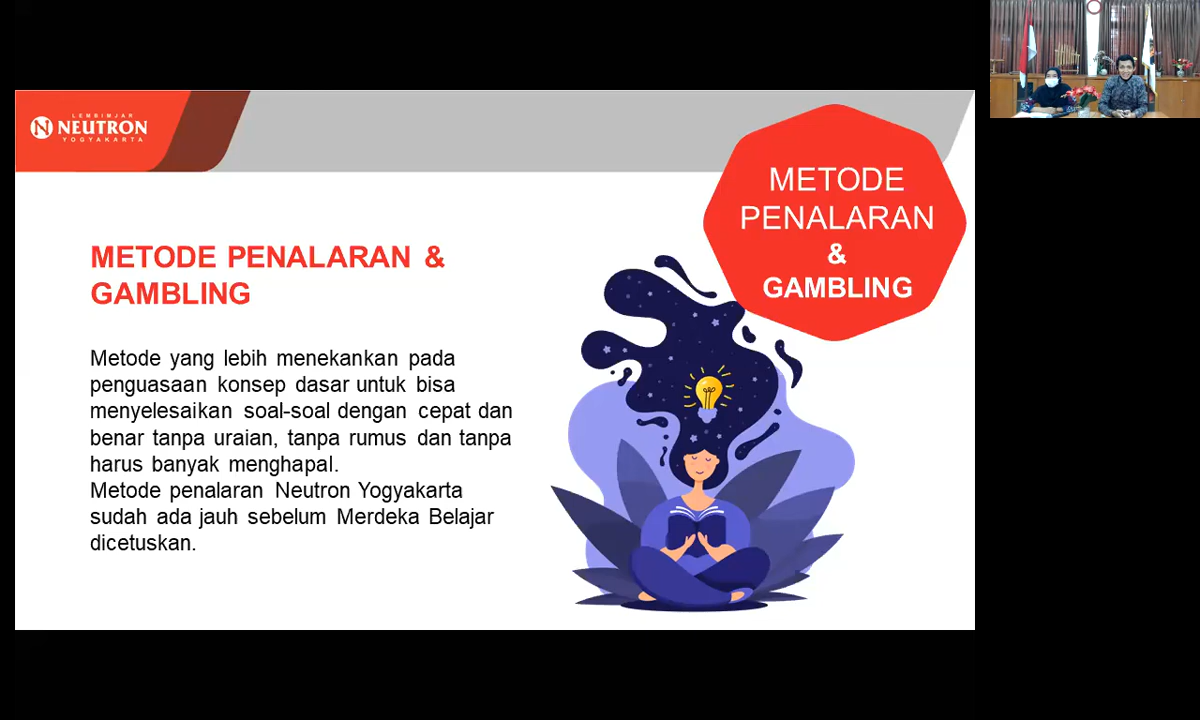 LEMBIMJAR
NEUTRON
YOGYAKARTA
METODE
PENALARAN
&
GAMBLING
METODE PENALARAN &
GAMBLING
Metode yang lebih menekankan pada
penguasaan konsep dasar untuk bisa
menyelesaikan soal-soal dengan cepat dan
benar tanpa uraian, tanpa rumus dan tanpa
harus banyak menghapal.
Metode penalaran Neutron Yogyakarta
sudah ada jauh sebelum Merdeka Belajar
dicetuskan.